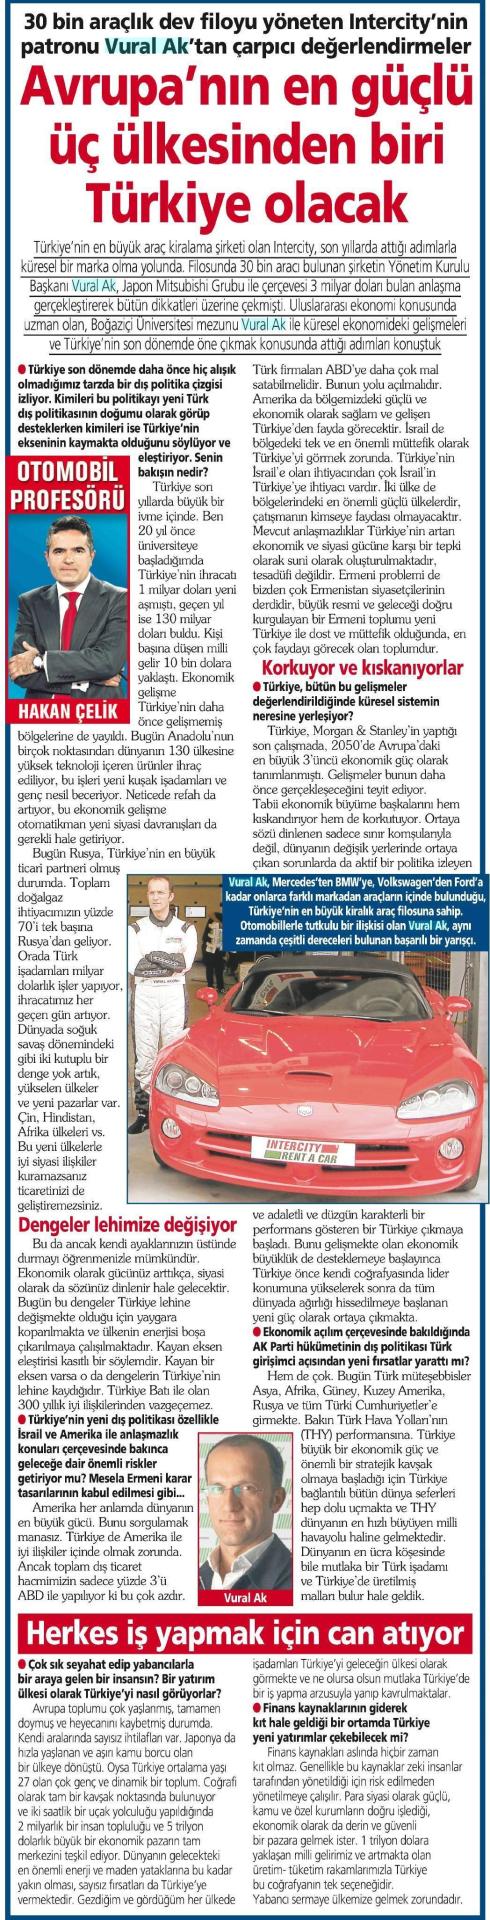 30 bin araçlık dev filoyu yöneten Intercity'nin
patronu Vural Ak'tan çarpıcı değerlendirmeler
Avrupa'nın en güçlü
üç ülkesinden biri
Türkiye olacak
Türkiye'nin en büyük araç kiralama şirketi olan Intercity, son yıllarda attığı adımlarla
küresel bir marka olma yolunda. Filosunda 30 bin aracı bulunan şirketin Yönetim Kurulu
Başkanı Vural Ak, Japon Mitsubishi Grubu ile çerçevesi 3 milyar doları bulan anlaşma
gerçekleştirerek bütün dikkatleri üzerine çekmişti. Uluslararası ekonomi konusunda
uzman olan, Boğaziçi Üniversitesi mezunu Vural Ak ile küresel ekonomideki gelişmeleri
ve Türkiye'nin son dönemde öne çıkmak konusunda attığı adımları konuştuk
● Türkiye son dönemde daha önce hiç alışık
olmadığımız tarzda bir dış politika çizgisi
izliyor. Kimileri bu politikayı yeni Türk
dış politikasının doğumu olarak görüp
desteklerken kimileri ise Türkiye'nin
ekseninin kaymakta olduğunu söylüyor ve
eleştiriyor. Senin
bakışın nedir?
OTOMOBİL
PROFESÖRÜ
HAKAN ÇELİK
Türkiye son
yıllarda büyük bir
ivme içinde. Ben
20 yıl önce
üniversiteye
başladığımda
Türkiye'nin ihracatı
1 milyar doları yeni
aşmıştı, geçen yıl
ise 130 milyar
doları buldu. Kişi
başına düşen milli
gelir 10 bin dolara
yaklaştı. Ekonomik
gelişme
Türkiye'nin daha
önce gelişmemiş
bölgelerine de yayıldı. Bugün Anadolu'nun
birçok noktasından dünyanın 130 ülkesine
yüksek teknoloji içeren ürünler ihraç
ediliyor, bu işleri yeni kuşak işadamları ve
genç nesil beceriyor. Neticede refah da
artıyor, bu ekonomik gelişme
otomatikman yeni siyasi davranışları da
gerekli hale getiriyor.
Bugün Rusya, Türkiye'nin en büyük
ticari partneri olmuş
durumda. Toplam
doğalgaz
ihtiyacımızın yüzde
70'i tek başına
Rusya'dan geliyor.
Orada Türk
işadamları milyar
dolarlık işler yapıyor,
ihracatımız her
geçen gün artıyor.
Dünyada soğuk
savaş dönemindeki
gibi iki kutuplu bir
denge yok artık,
yükselen ülkeler
ve yeni pazarlar var.
Çin, Hindistan,
Afrika ülkeleri vs.
Bu yeni ülkelerle
iyi siyasi ilişkiler
kuramazsanız
ticaretinizi de
geliştiremezsiniz.
Dengeler lehimize değişiyor
Bu da ancak kendi ayaklarınızın üstünde
durmayı öğrenmenizle mümkündür.
Ekonomik olarak gücünüz arttıkça, siyasi
olarak da sözünüz dinlenir hale gelecektir.
Bugün bu dengeler Türkiye lehine
değişmekte olduğu için yaygara
koparılmakta ve ülkenin enerjisi boşa
çıkarılmaya çalışılmaktadır. Kayan eksen
eleştirisi kasıtlı bir söylemdir. Kayan bir
eksen varsa o da dengelerin Türkiye'nin
lehine kaydığıdır. Türkiye Batı ile olan
300 yıllık iyi ilişkilerinden vazgeçemez.
● Türkiye'nin yeni dış politikası özellikle
İsrail ve Amerika ile anlaşmazlık
konuları çerçevesinde bakınca
geleceğe dair önemli riskler
getiriyor mu? Mesela Ermeni karar
tasarılarının kabul edilmesi gibi...
Amerika her anlamda dünyanın
en büyük gücü. Bunu sorgulamak
manasız. Türkiye de Amerika ile
iyi ilişkiler içinde olmak zorunda.
Ancak toplam dış ticaret
hacmimizin sadece yüzde 3'ü
ABD ile yapılıyor ki bu çok azdır.
Türk firmaları ABD'ye daha çok mal
satabilmelidir. Bunun yolu açılmalıdır.
Amerika da bölgemizdeki güçlü ve
ekonomik olarak sağlam ve gelişen
Türkiye'den fayda görecektir. İsrail de
bölgedeki tek ve en önemli müttefik olarak
Türkiye'yi görmek zorunda. Türkiye'nin
İsrail'e olan ihtiyacından çok İsrail'in
Türkiye'ye ihtiyacı vardır. İki ülke de
bölgelerindeki en önemli güçlü ülkelerdir,
çatışmanın kimseye faydası olmayacaktır.
Mevcut anlaşmazlıklar Türkiye'nin artan
ekonomik ve siyasi gücüne karşı bir tepki
olarak suni olarak oluşturulmaktadır,
tesadüfi değildir. Ermeni problemi de
bizden çok Ermenistan siyasetçilerinin
derdidir, büyük resmi ve geleceği doğru
kurgulayan bir Ermeni toplumu yeni
Türkiye ile dost ve müttefik olduğunda, en
çok faydayı görecek olan toplumdur.
Korkuyor ve kıskanıyorlar
● Türkiye, bütün bu gelişmeler
değerlendirildiğinde küresel sistemin
neresine yerleşiyor?
Türkiye, Morgan & Stanley'in yaptığı
son çalışmada, 2050'de Avrupa'daki
en büyük 3'üncü ekonomik güç olarak
tanımlanmıştı. Gelişmeler bunun daha
önce gerçekleşeceğini teyit ediyor.
Tabii ekonomik büyüme başkalarını hem
kıskandırıyor hem de korkutuyor. Ortaya
sözü dinlenen sadece sınır komşularıyla
değil, dünyanın değişik yerlerinde ortaya
çıkan sorunlarda da aktif bir politika izleyen
Vural Ak, Mercedes'ten BMW'ye, Volkswagen'den Ford'a
kadar onlarca farklı markadan araçların içinde bulunduğu,
Türkiye'nin en büyük kiralık araç filosuna sahip.
Otomobillerle tutkulu bir ilişkisi olan Vural Ak, aynı
zamanda çeşitli dereceleri bulunan başarılı bir yarışçı.
INTERCITY
RENT A CAR
ve adaletli ve düzgün karakterli bir
performans gösteren bir Türkiye çıkmaya
başladı. Bunu gelişmekte olan ekonomik
büyüklük de desteklemeye başlayınca
Türkiye önce kendi coğrafyasında lider
konumuna yükselerek sonra da tüm
dünyada ağırlığı hissedilmeye başlanan
yeni güç olarak ortaya çıkmakta.
● Ekonomik açılım çerçevesinde bakıldığında
AK Parti hükümetinin dış politikası Türk
girişimci açısından yeni fırsatlar yarattı mı?
Hem de çok. Bugün Türk müteşebbisler
Asya, Afrika, Güney, Kuzey Amerika,
Rusya ve tüm Türki Cumhuriyetler'e
girmekte. Bakın Türk Hava Yolları'nın
(THY) performansına. Türkiye
büyük bir ekonomik güç ve
önemli bir stratejik kavşak
olmaya başladığı için Türkiye
bağlantılı bütün dünya seferleri
hep dolu uçmakta ve THY
dünyanın en hızlı büyüyen milli
havayolu haline gelmektedir.
Dünyanın en ücra köşesinde
bile mutlaka bir Türk işadamı
ve Türkiye'de üretilmiş
malları bulur hale geldik.
Vural Ak
Herkes iş yapmak için can atıyor
● Çok sık seyahat edip yabancılarla
bir araya gelen bir insansın? Bir yatırım
ülkesi olarak Türkiye'yi nasıl görüyorlar?
Avrupa toplumu çok yaşlanmış, tamamen
doymuş ve heyecanını kaybetmiş durumda.
Kendi aralarında sayısız ihtilafları var. Japonya da
hızla yaşlanan ve aşırı kamu borcu olan
bir ülkeye dönüştü. Oysa Türkiye ortalama yaşı
27 olan çok genç ve dinamik bir toplum. Coğrafi
olarak tam bir kavşak noktasında bulunuyor
ve iki saatlik bir uçak yolculuğu yapıldığında
2 milyarlık bir insan topluluğu ve 5 trilyon
dolarlık büyük bir ekonomik pazarın tam
merkezini teşkil ediyor. Dünyanın gelecekteki
en önemli enerji ve maden yataklarına bu kadar
yakın olması, sayısız fırsatları da Türkiye'ye
vermektedir. Gezdiğim ve gördüğüm her ülkede
işadamları Türkiye'yi geleceğin ülkesi olarak
görmekte ve ne olursa olsun mutlaka Türkiye'de
bir iş yapma arzusuyla yanıp kavrulmaktalar.
● Finans kaynaklarının giderek
kıt hale geldiği bir ortamda Türkiye
yeni yatırımlar çekebilecek mi?
Finans kaynakları aslında hiçbir zaman
kıt olmaz. Genellikle bu kaynaklar zeki insanlar
tarafından yönetildiği için risk edilmeden
yönetilmeye çalışılır. Para siyasi olarak güçlü,
kamu ve özel kurumların doğru işlediği,
ekonomik olarak da derin ve güvenli
bir pazara gelmek ister. 1 trilyon dolara
yaklaşan milli gelirimiz ve artmakta olan
üretim- tüketim rakamlarımızla Türkiye
bu coğrafyanın tek seçeneğidir.
Yabancı sermaye ülkemize gelmek zorundadır.